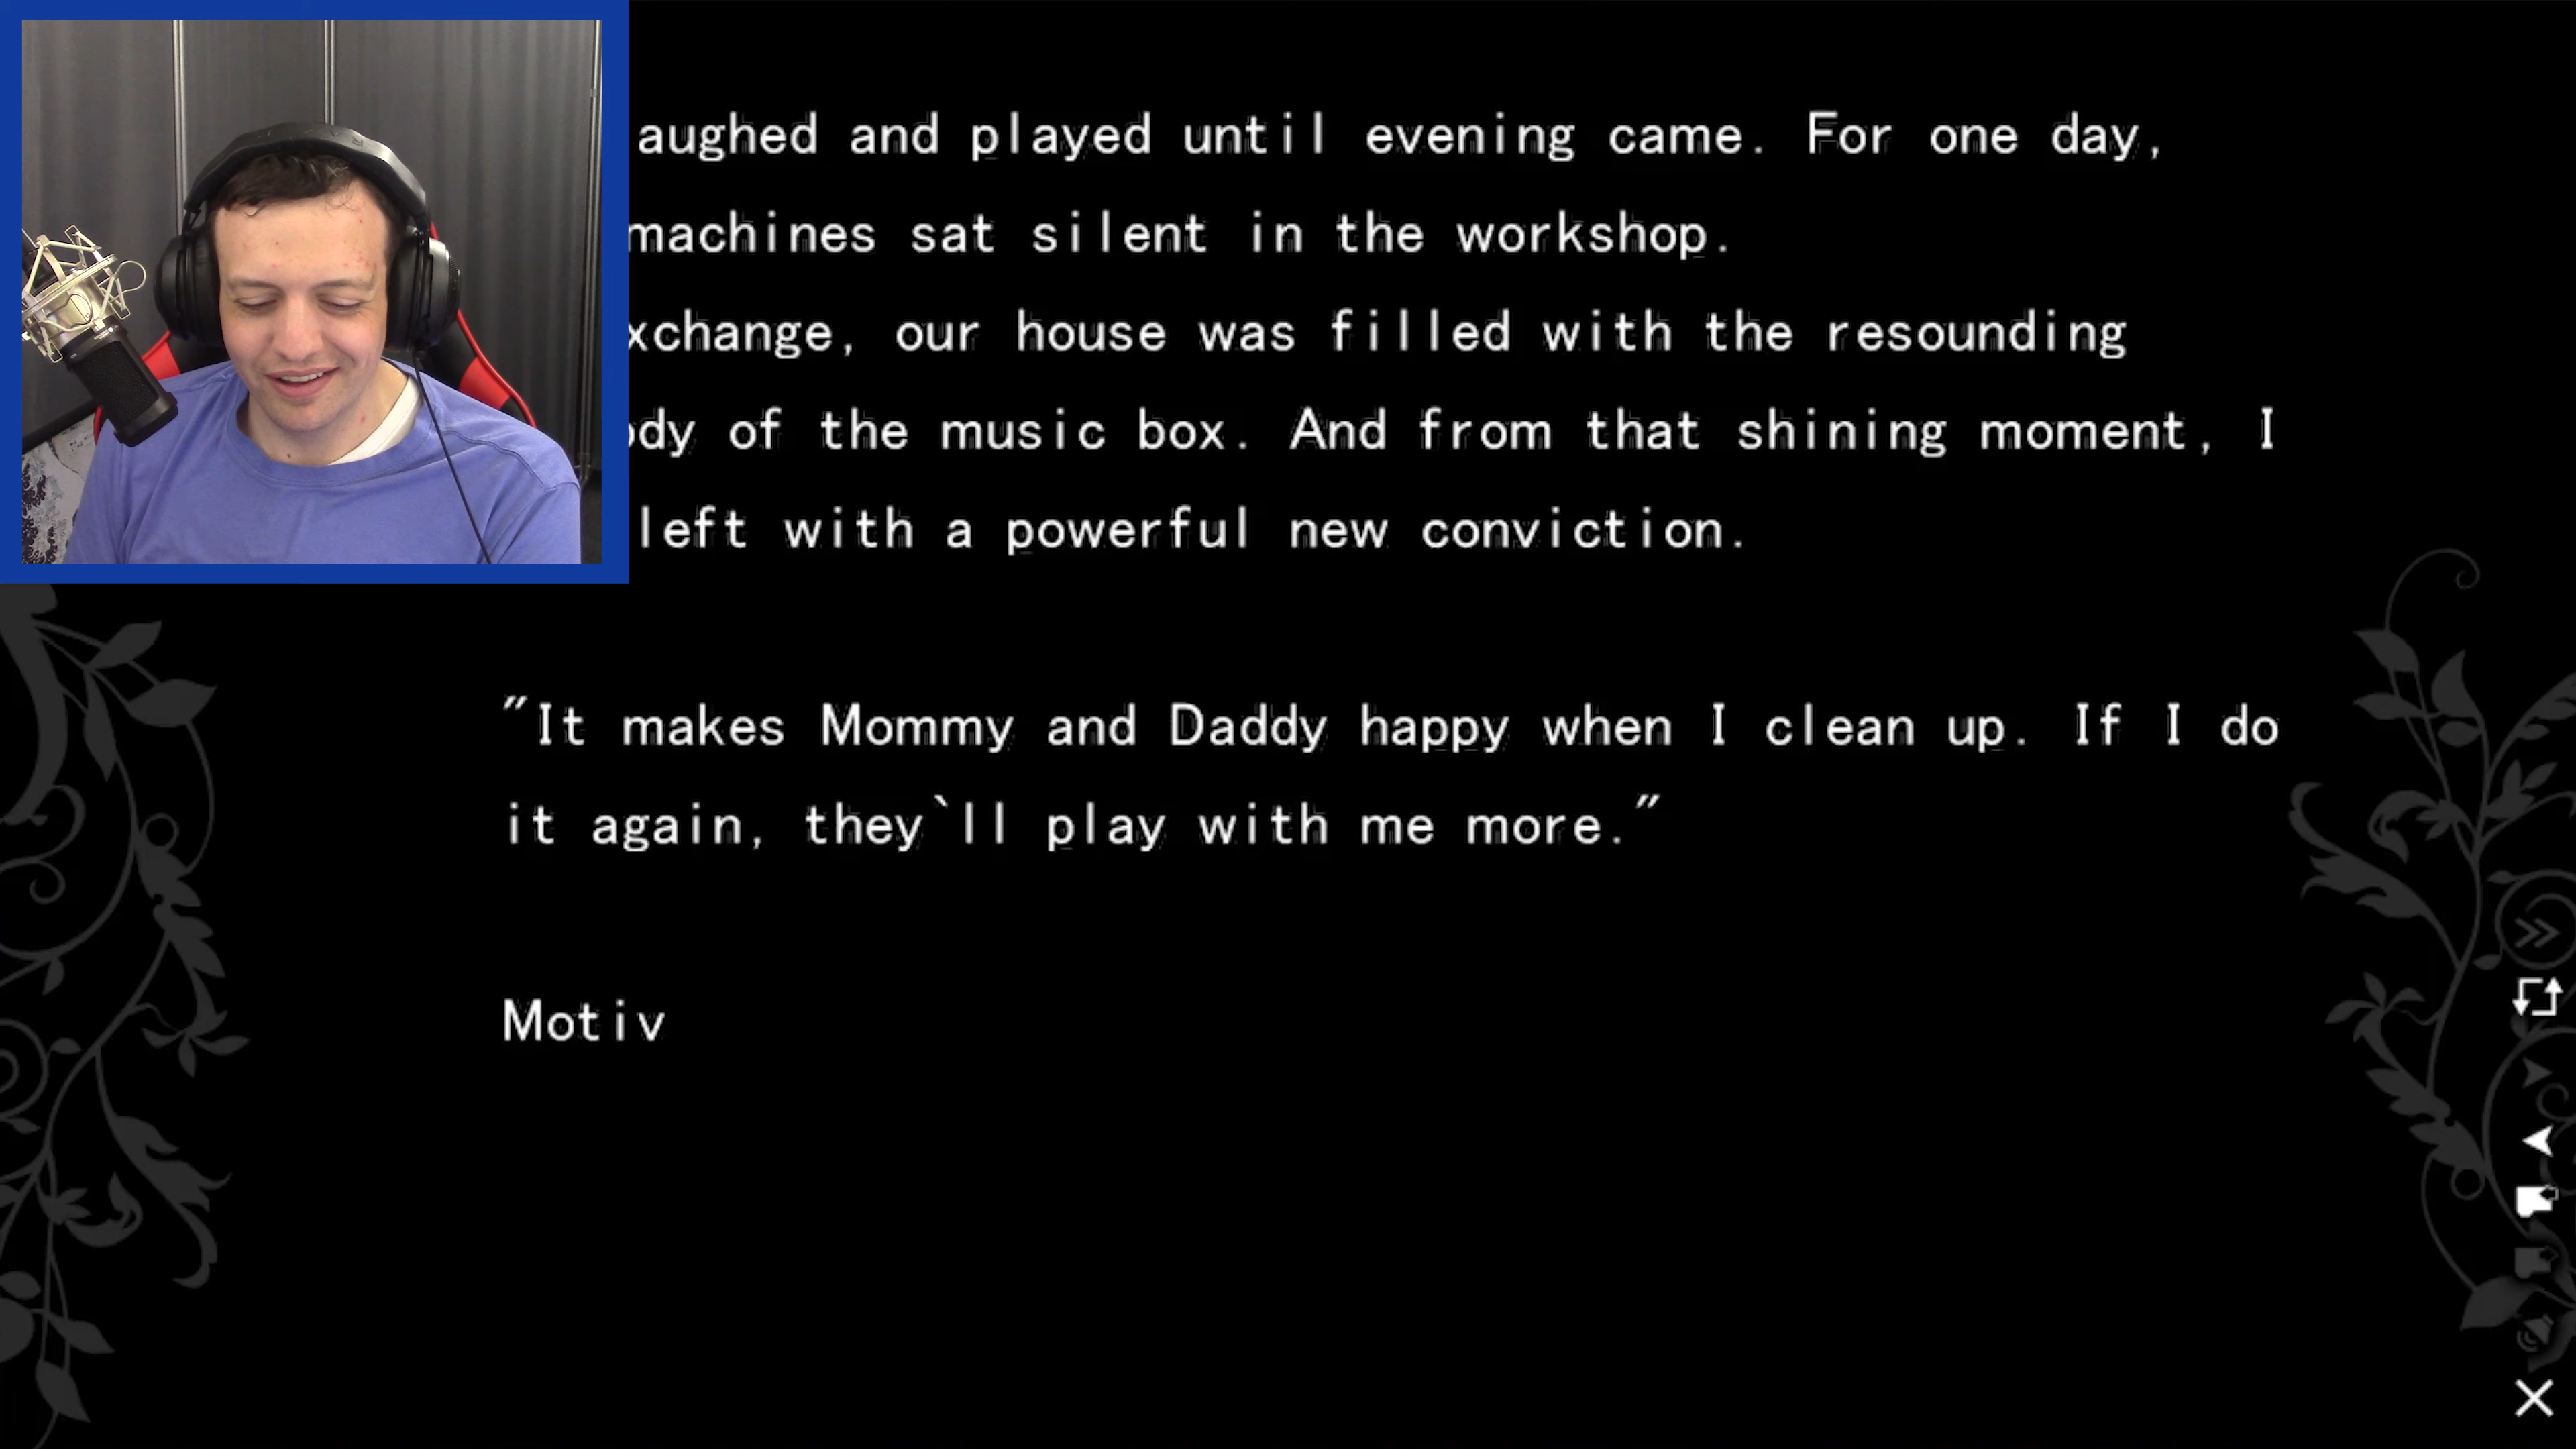 aughed and played until evening came. For one day,
machines sat silent in the workshop.
xchange, our house was filled with the resounding
ody of the music box. And from that shining moment, I
left with a powerful new conviction.
"It makes Mommy and Daddy happy when I clean up. If I do
it again, they`ll play with me more."
Motiv